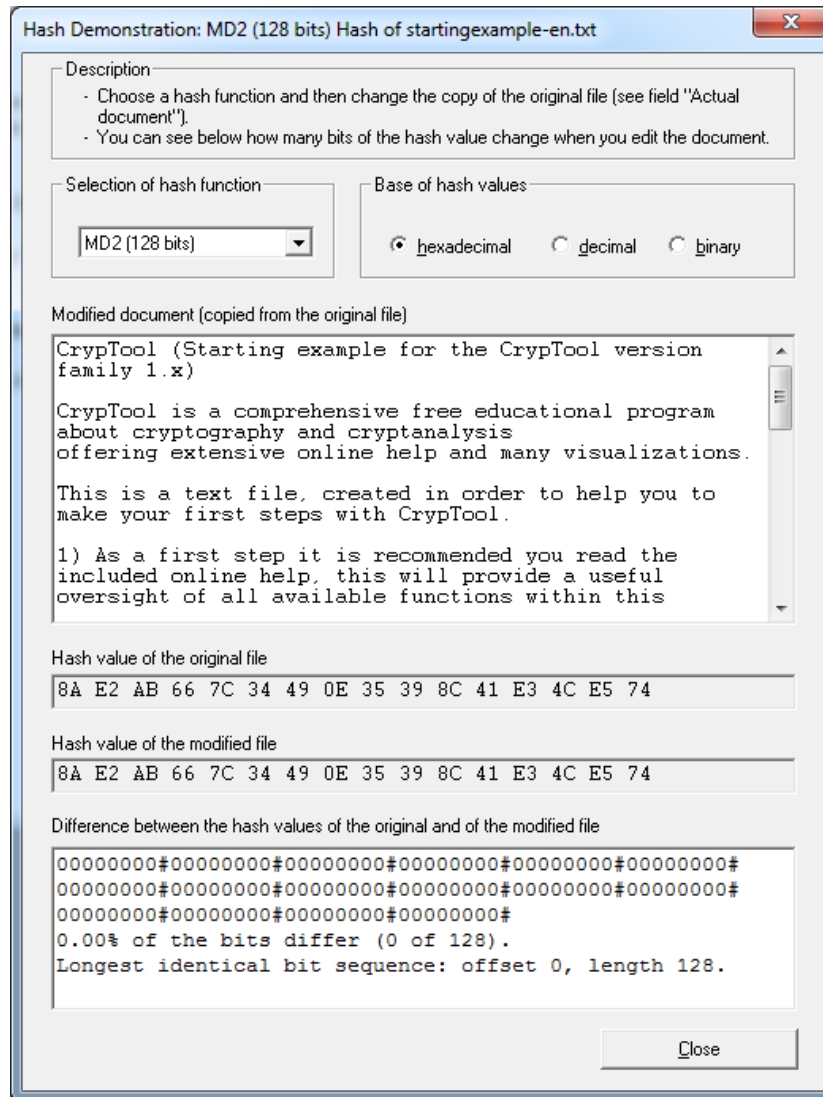 Hash Demonstration: MD2 (128 bits) Hash of startingexample-en.txt
Description
- Choose a hash function and then change the copy of the original file (see field "Actual
document").
- You can see below how many bits of the hash value change when you edit the document.
Selection of hash function
Base of hash values
MD2 (128 bits)
hexadecimal decimal binary
Modified document (copied from the original file)
CrypTool (Starting example for the CrypTool version
family 1.x)
CrypTool is a comprehensive free educational program
about cryptography and cryptanalysis
offering extensive online help and many visualizations.
This is a text file, created in order to help you to
make your first steps with CrypTool.
1) As a first step it is recommended you read the
included online help, this will provide a useful
oversight of all available functions within this
Hash value of the original file
8A E2 AB 66 7C 34 49 0E 35 39 8C 41 E3 4C E5 74
Hash value of the modified file
8A E2 AB 66 7C 34 49 0E 35 39 8C 41 E3 4C E5 74
Difference between the hash values of the original and of the modified file
00000000#00000000#00000000#00000000#00000000#00000000#
00000000#00000000#00000000#00000000#00000000#00000000#
00000000#00000000#00000000#00000000#
0.00% of the bits differ (0 of 128).
Longest identical bit sequence: offset 0, length 128.
Close